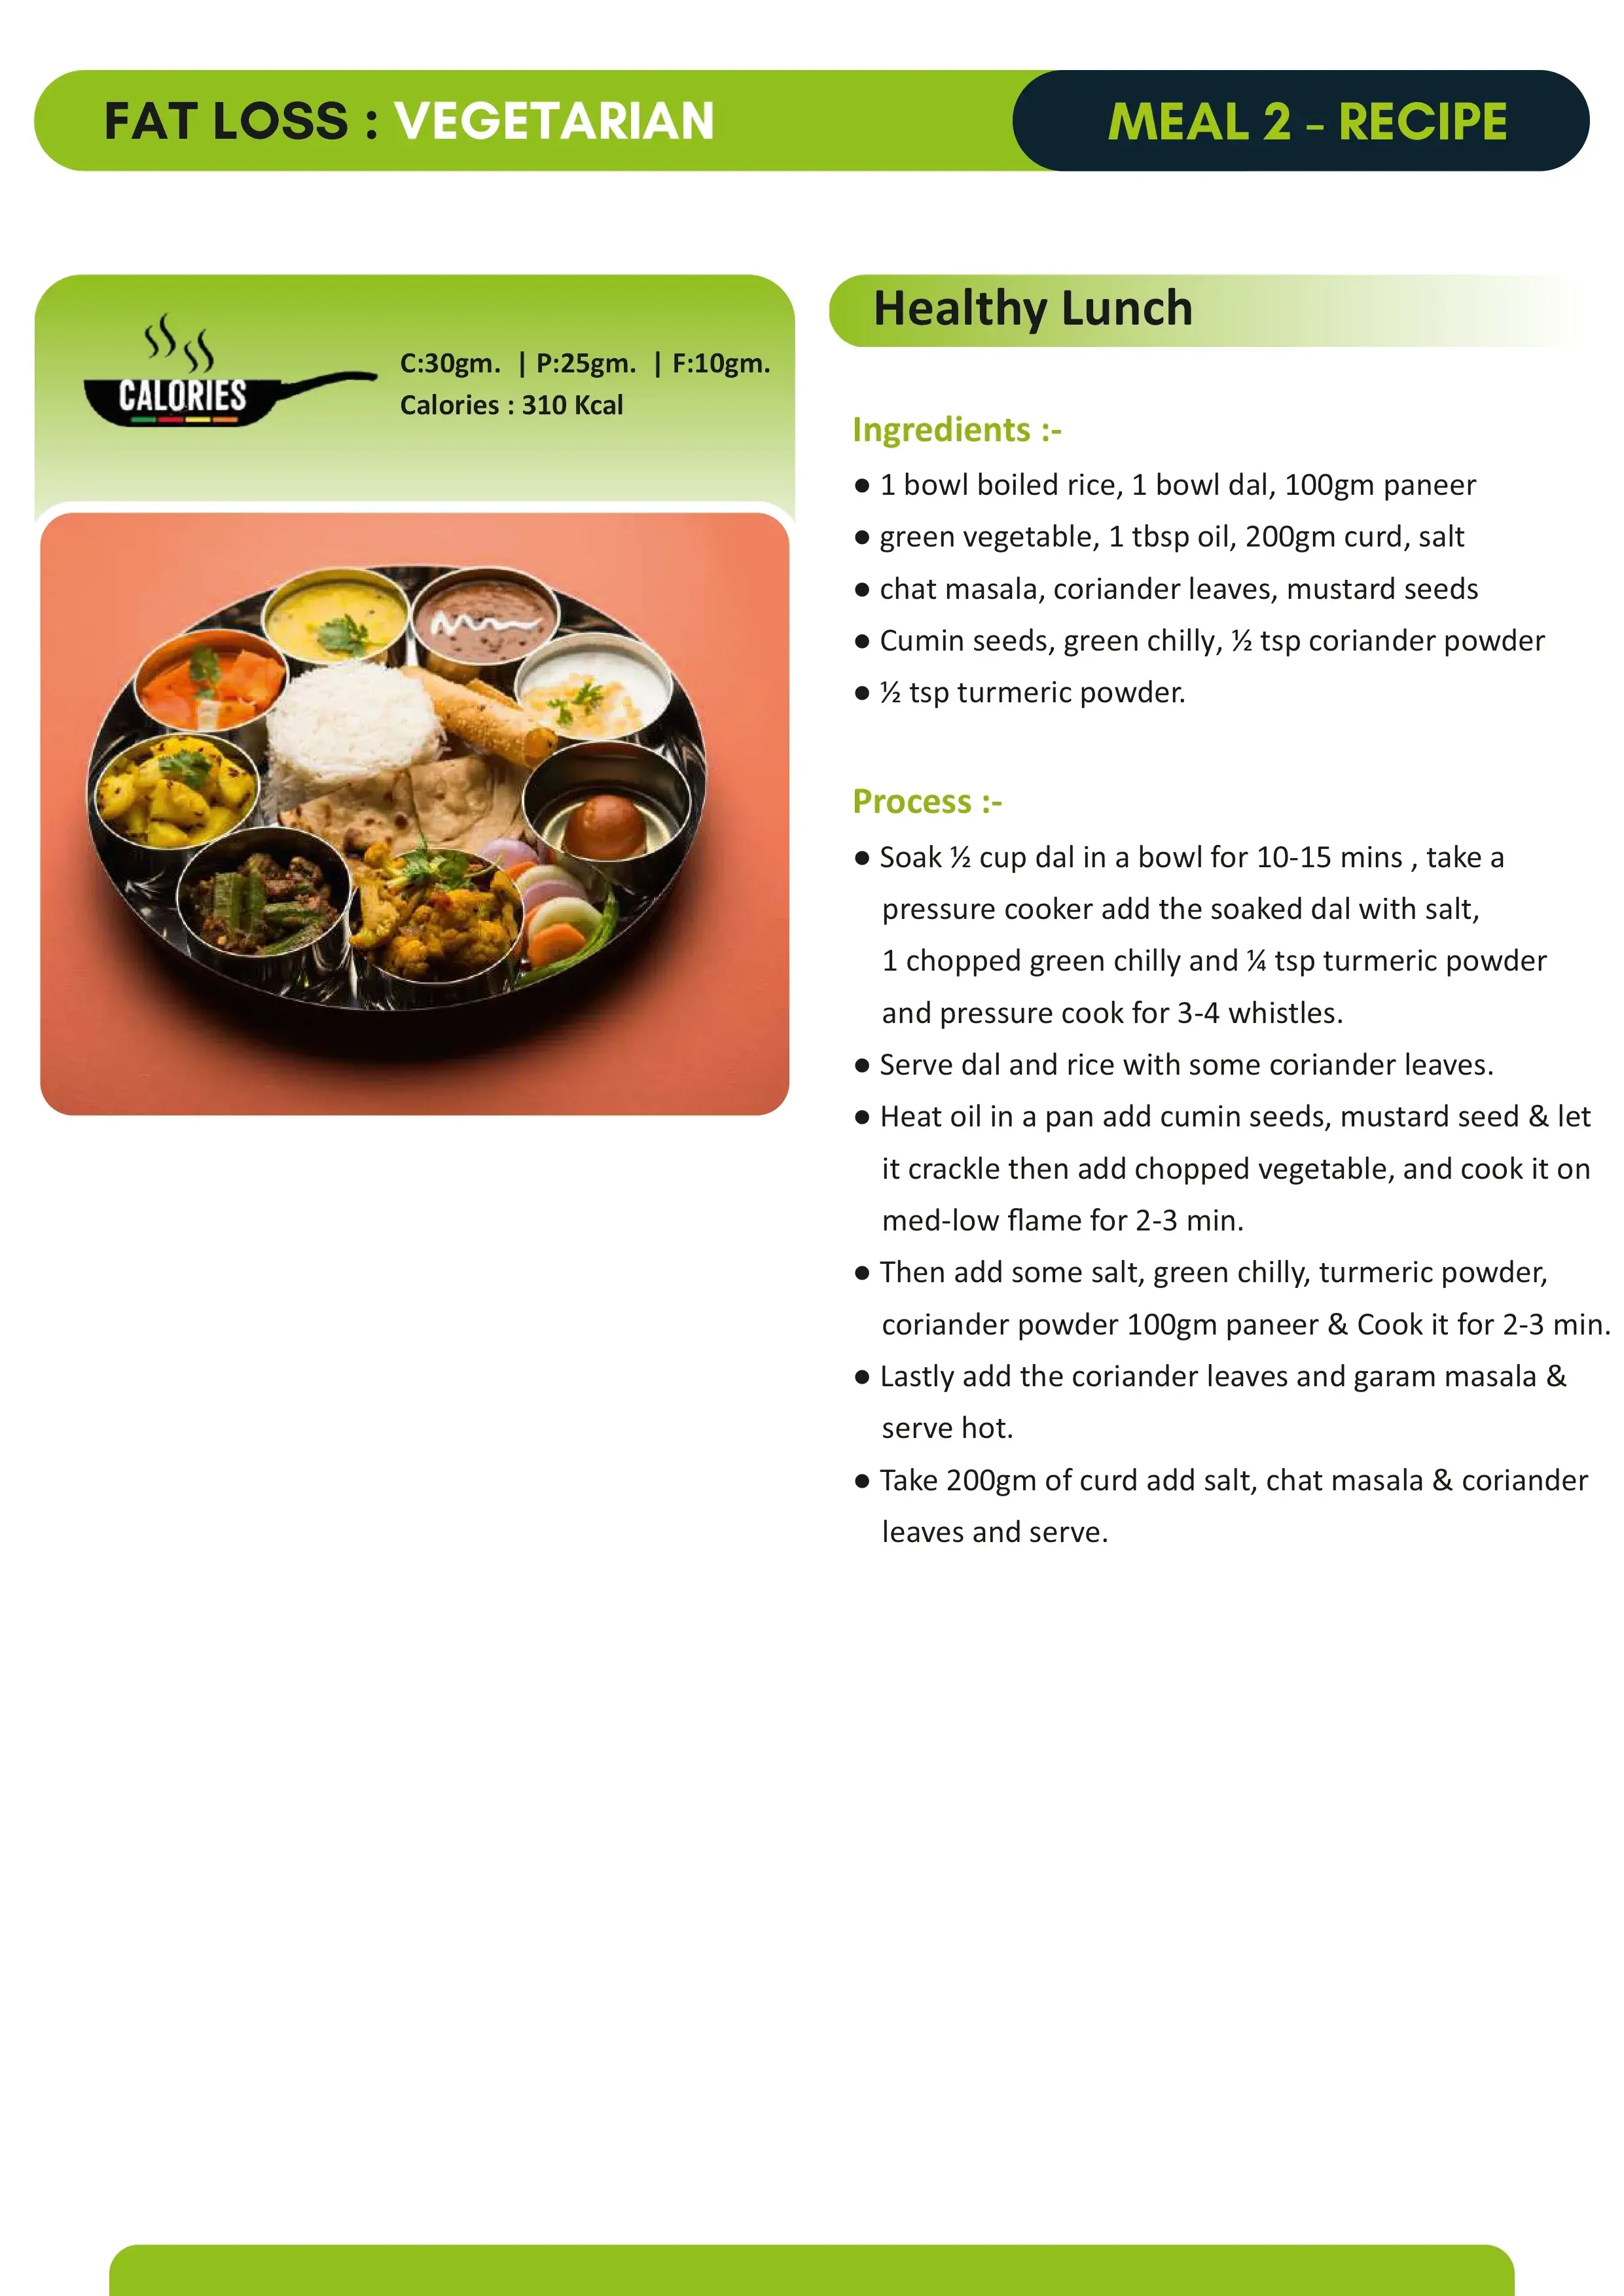 FAT LOSS : VEGETARIAN
MEAL 2 - RECIPE
CALORIES
C:30gm. | P:25gm. | F:10gm.
Calories : 310 Kcal
Healthy Lunch
Ingredients :-
● 1 bowl boiled rice, 1 bowl dal, 100gm paneer
● green vegetable, 1 tbsp oil, 200gm curd, salt
● chat masala, coriander leaves, mustard seeds
● Cumin seeds, green chilly, ½ tsp coriander powder
● ½ tsp turmeric powder.
Process :-
● Soak ½ cup dal in a bowl for 10-15 mins , take a
pressure cooker add the soaked dal with salt,
1 chopped green chilly and ¼ tsp turmeric powder
and pressure cook for 3-4 whistles.
● Serve dal and rice with some coriander leaves.
● Heat oil in a pan add cumin seeds, mustard seed & let
it crackle then add chopped vegetable, and cook it on
med-low flame for 2-3 min.
● Then add some salt, green chilly, turmeric powder,
coriander powder 100gm paneer & Cook it for 2-3 min.
● Lastly add the coriander leaves and garam masala &
serve hot.
● Take 200gm of curd add salt, chat masala & coriander
leaves and serve.